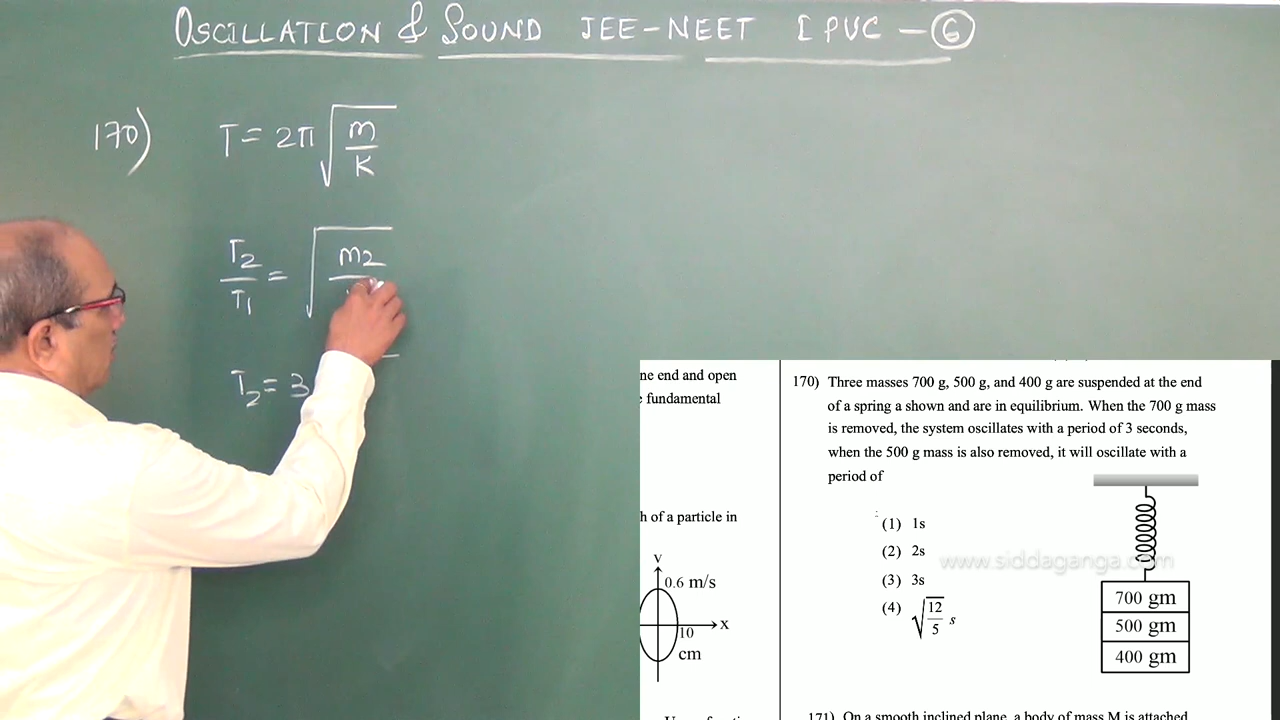 OSCILLATION & SOUND JEE-NEET I PUC - 6
170) T = 2π √ m / K
T2 / T1 = √ m2 /
T2 = 3
ne end and open
fundamental
h of a particle in
v
0.6 m/s
x
10
cm
170) Three masses 700 g, 500 g, and 400 g are suspended at the end
of a spring a shown and are in equilibrium. When the 700 g mass
is removed, the system oscillates with a period of 3 seconds,
when the 500 g mass is also removed, it will oscillate with a
period of
(1) 1s
(2) 2s
(3) 3s
(4) √ 12 / 5 s
www.siddaganga.com
700 gm
500 gm
400 gm
171) On a smooth inclined plane, a body of mass M is attached